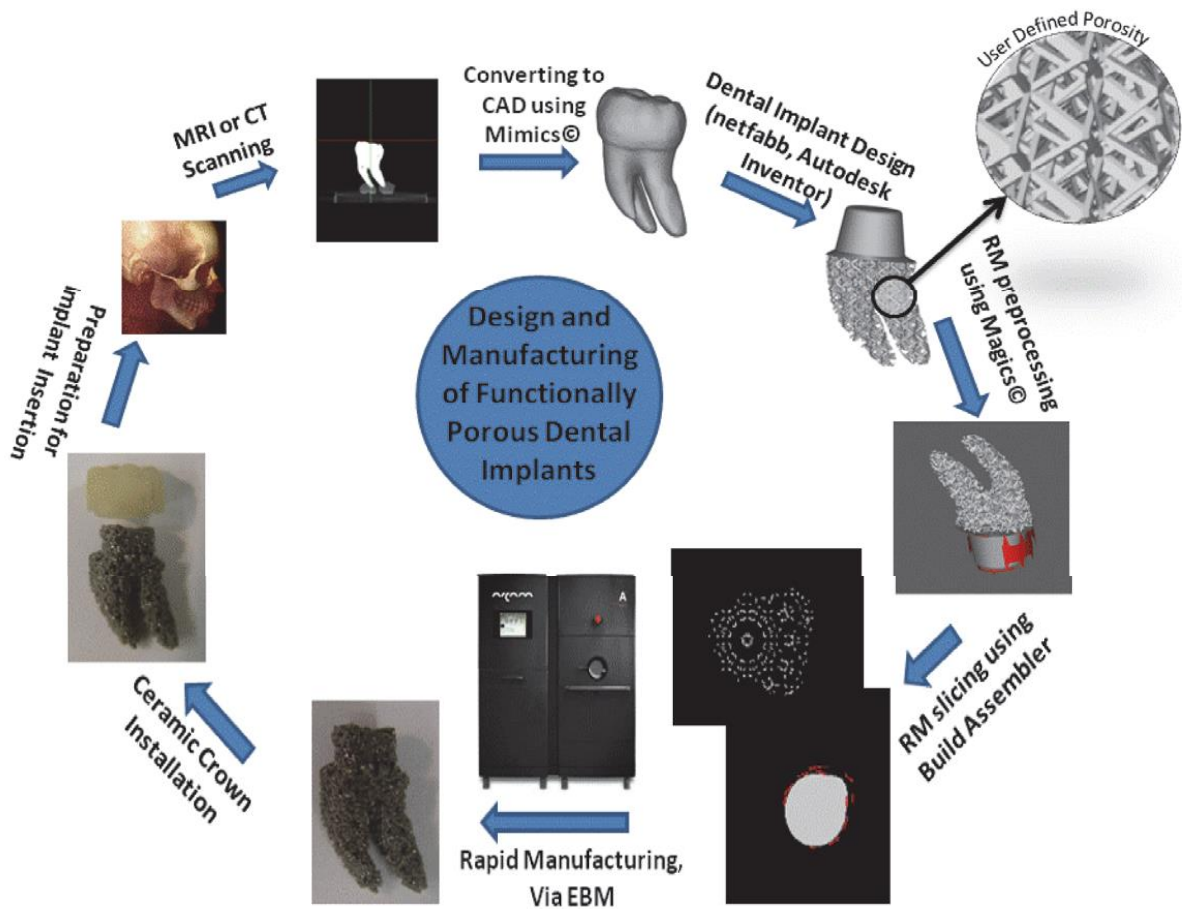 Design and
Manufacturing
of Functionally
Porous Dental
Implants
MRI or CT
Scanning
Converting to
CAD using
Mimics©
Dental Implant Design
(netfabb, Autodesk
Inventor)
User Defined Porosity
RM preprocessing
using Magics©
RM slicing using
Build Assembler
Arcam
A
Rapid Manufacturing,
Via EBM
Ceramic Crown
Installation
Preparation for
implant Insertion